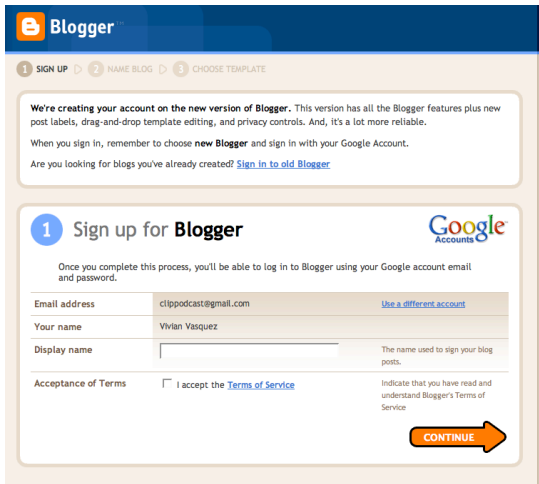 Blogger™
1 SIGN UP 2 NAME BLOG 3 CHOOSE TEMPLATE
We're creating your account on the new version of Blogger. This version has all the Blogger features plus new
post labels, drag-and-drop template editing, and privacy controls. And, it's a lot more reliable.
When you sign in, remember to choose new Blogger and sign in with your Google Account.
Are you looking for blogs you've already created? Sign in to old Blogger
1 Sign up for Blogger
Google™
Accounts
Once you complete this process, you'll be able to log in to Blogger using your Google account email
and password.
Email address clippodcast@gmail.com Use a different account
Your name Vivian Vasquez
Display name The name used to sign your blog
posts.
Acceptance of Terms I accept the Terms of Service Indicate that you have read and
understand Blogger's Terms of
Service
CONTINUE